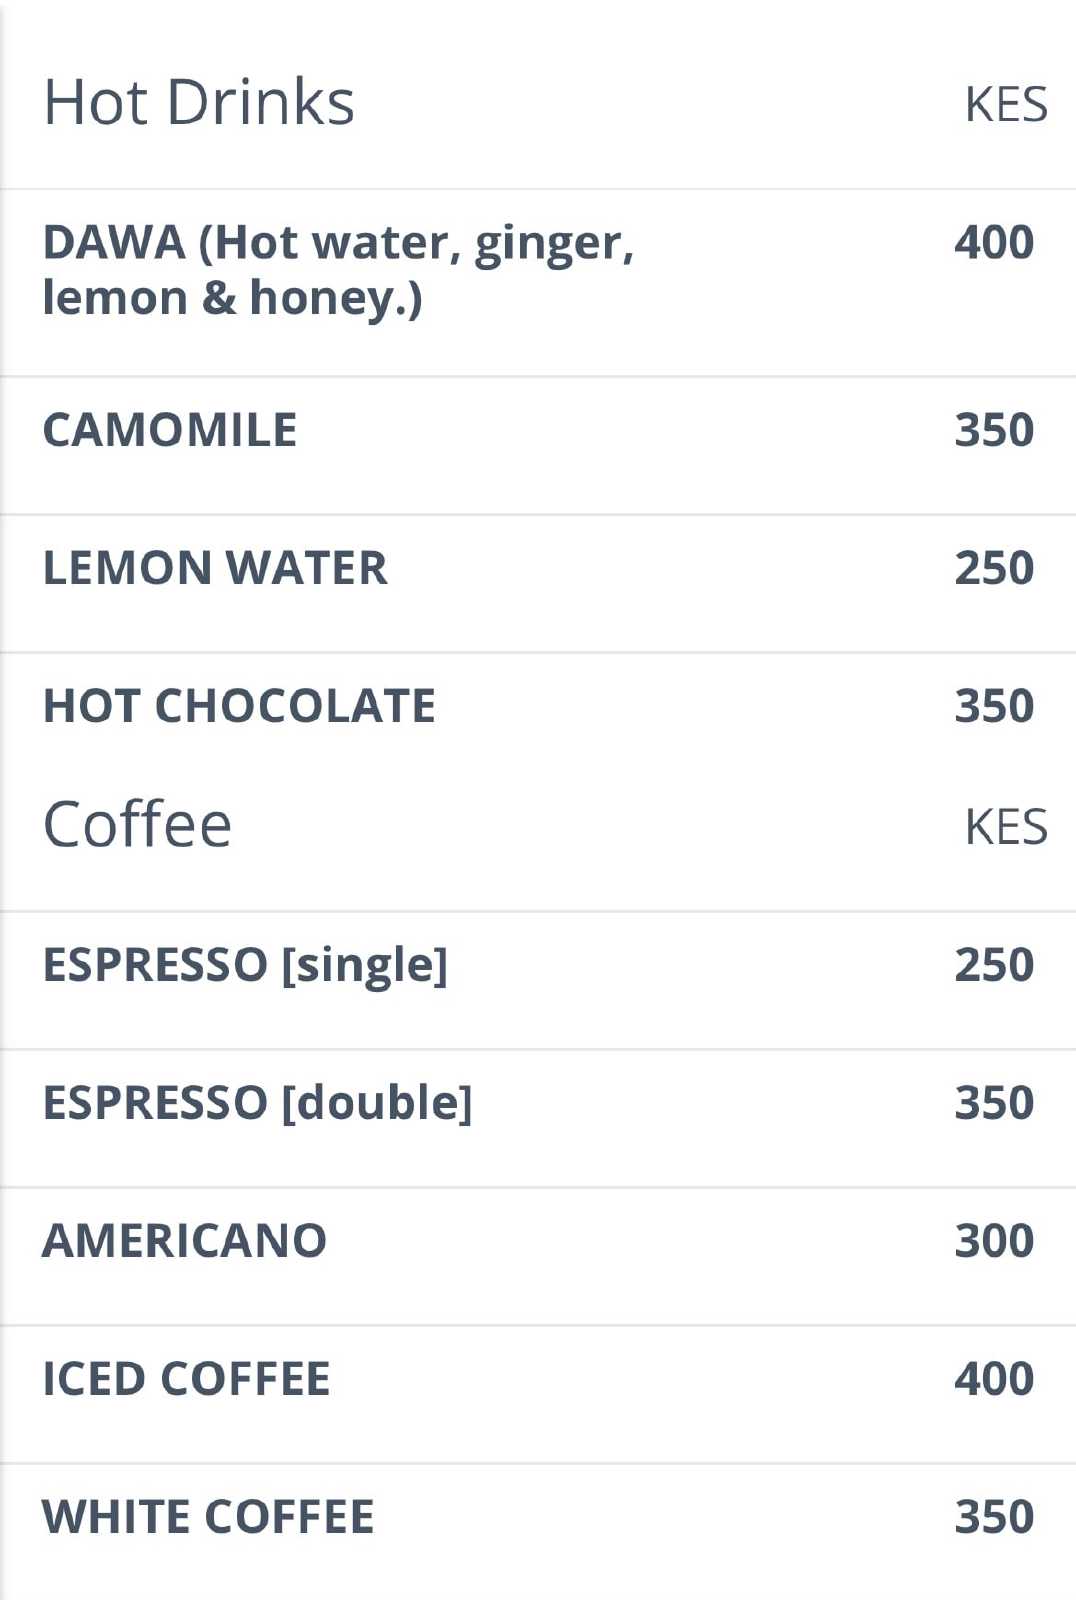 Hot Drinks KES
DAWA (Hot water, ginger, 400
lemon & honey.)
CAMOMILE 350
LEMON WATER 250
HOT CHOCOLATE 350
Coffee KES
ESPRESSO [single] 250
ESPRESSO [double] 350
AMERICANO 300
ICED COFFEE 400
WHITE COFFEE 350